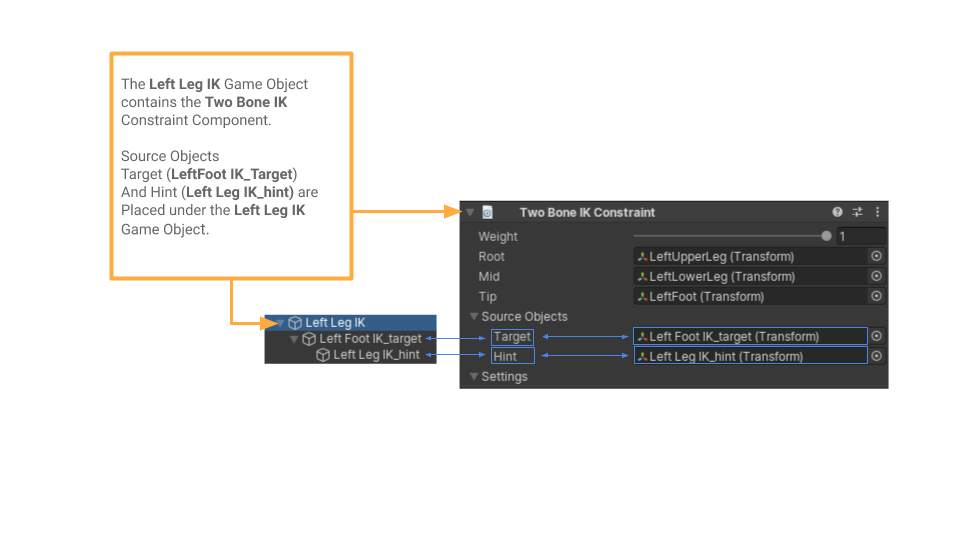 The Left Leg IK Game Object
contains the Two Bone IK
Constraint Component.
Source Objects
Target (LeftFoot IK_Target)
And Hint (Left Leg IK_hint) are
Placed under the Left Leg IK
Game Object.
Left Leg IK
Left Foot IK_target
Left Leg IK_hint
Two Bone IK Constraint
Weight 1
Root LeftUpperLeg (Transform)
Mid LeftLowerLeg (Transform)
Tip LeftFoot (Transform)
Source Objects
Target Left Foot IK_target (Transform)
Hint Left Leg IK_hint (Transform)
Settings